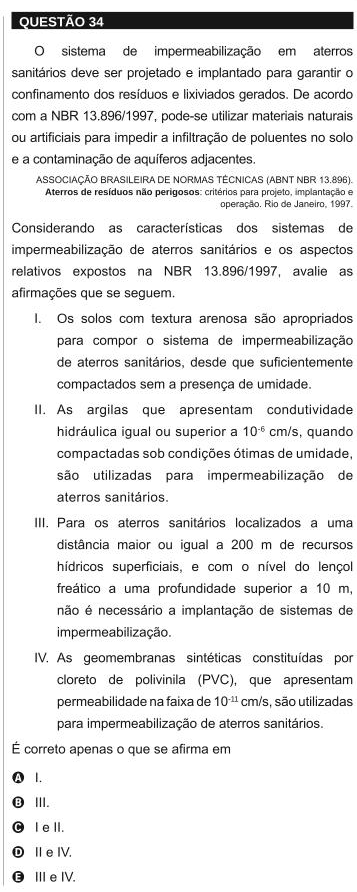 QUESTÃO 34
O sistema de impermeabilização em aterros
sanitários deve ser projetado e implantado para garantir o
confinamento dos resíduos e lixiviados gerados. De acordo
com a NBR 13.896/1997, pode-se utilizar materiais naturais
ou artificiais para impedir a infiltração de poluentes no solo
e a contaminação de aquíferos adjacentes.
ASSOCIAÇÃO BRASILEIRA DE NORMAS TÉCNICAS (ABNT NBR 13.896).
Aterros de resíduos não perigosos: critérios para projeto, implantação e
operação. Rio de Janeiro, 1997.
Considerando as características dos sistemas de
impermeabilização de aterros sanitários e os aspectos
relativos expostos na NBR 13.896/1997, avalie as
afirmações que se seguem.
I. Os solos com textura arenosa são apropriados
para compor o sistema de impermeabilização
de aterros sanitários, desde que suficientemente
compactados sem a presença de umidade.
II. As argilas que apresentam condutividade
hidráulica igual ou superior a 10⁻⁶ cm/s, quando
compactadas sob condições ótimas de umidade,
são utilizadas para impermeabilização de
aterros sanitários.
III. Para os aterros sanitários localizados a uma
distância maior ou igual a 200 m de recursos
hídricos superficiais, e com o nível do lençol
freático a uma profundidade superior a 10 m,
não é necessário a implantação de sistemas de
impermeabilização.
IV. As geomembranas sintéticas constituídas por
cloreto de polivinila (PVC), que apresentam
permeabilidade na faixa de 10⁻¹¹ cm/s, são utilizadas
para impermeabilização de aterros sanitários.
É correto apenas o que se afirma em
A I.
B III.
C I e II.
D II e IV.
E III e IV.